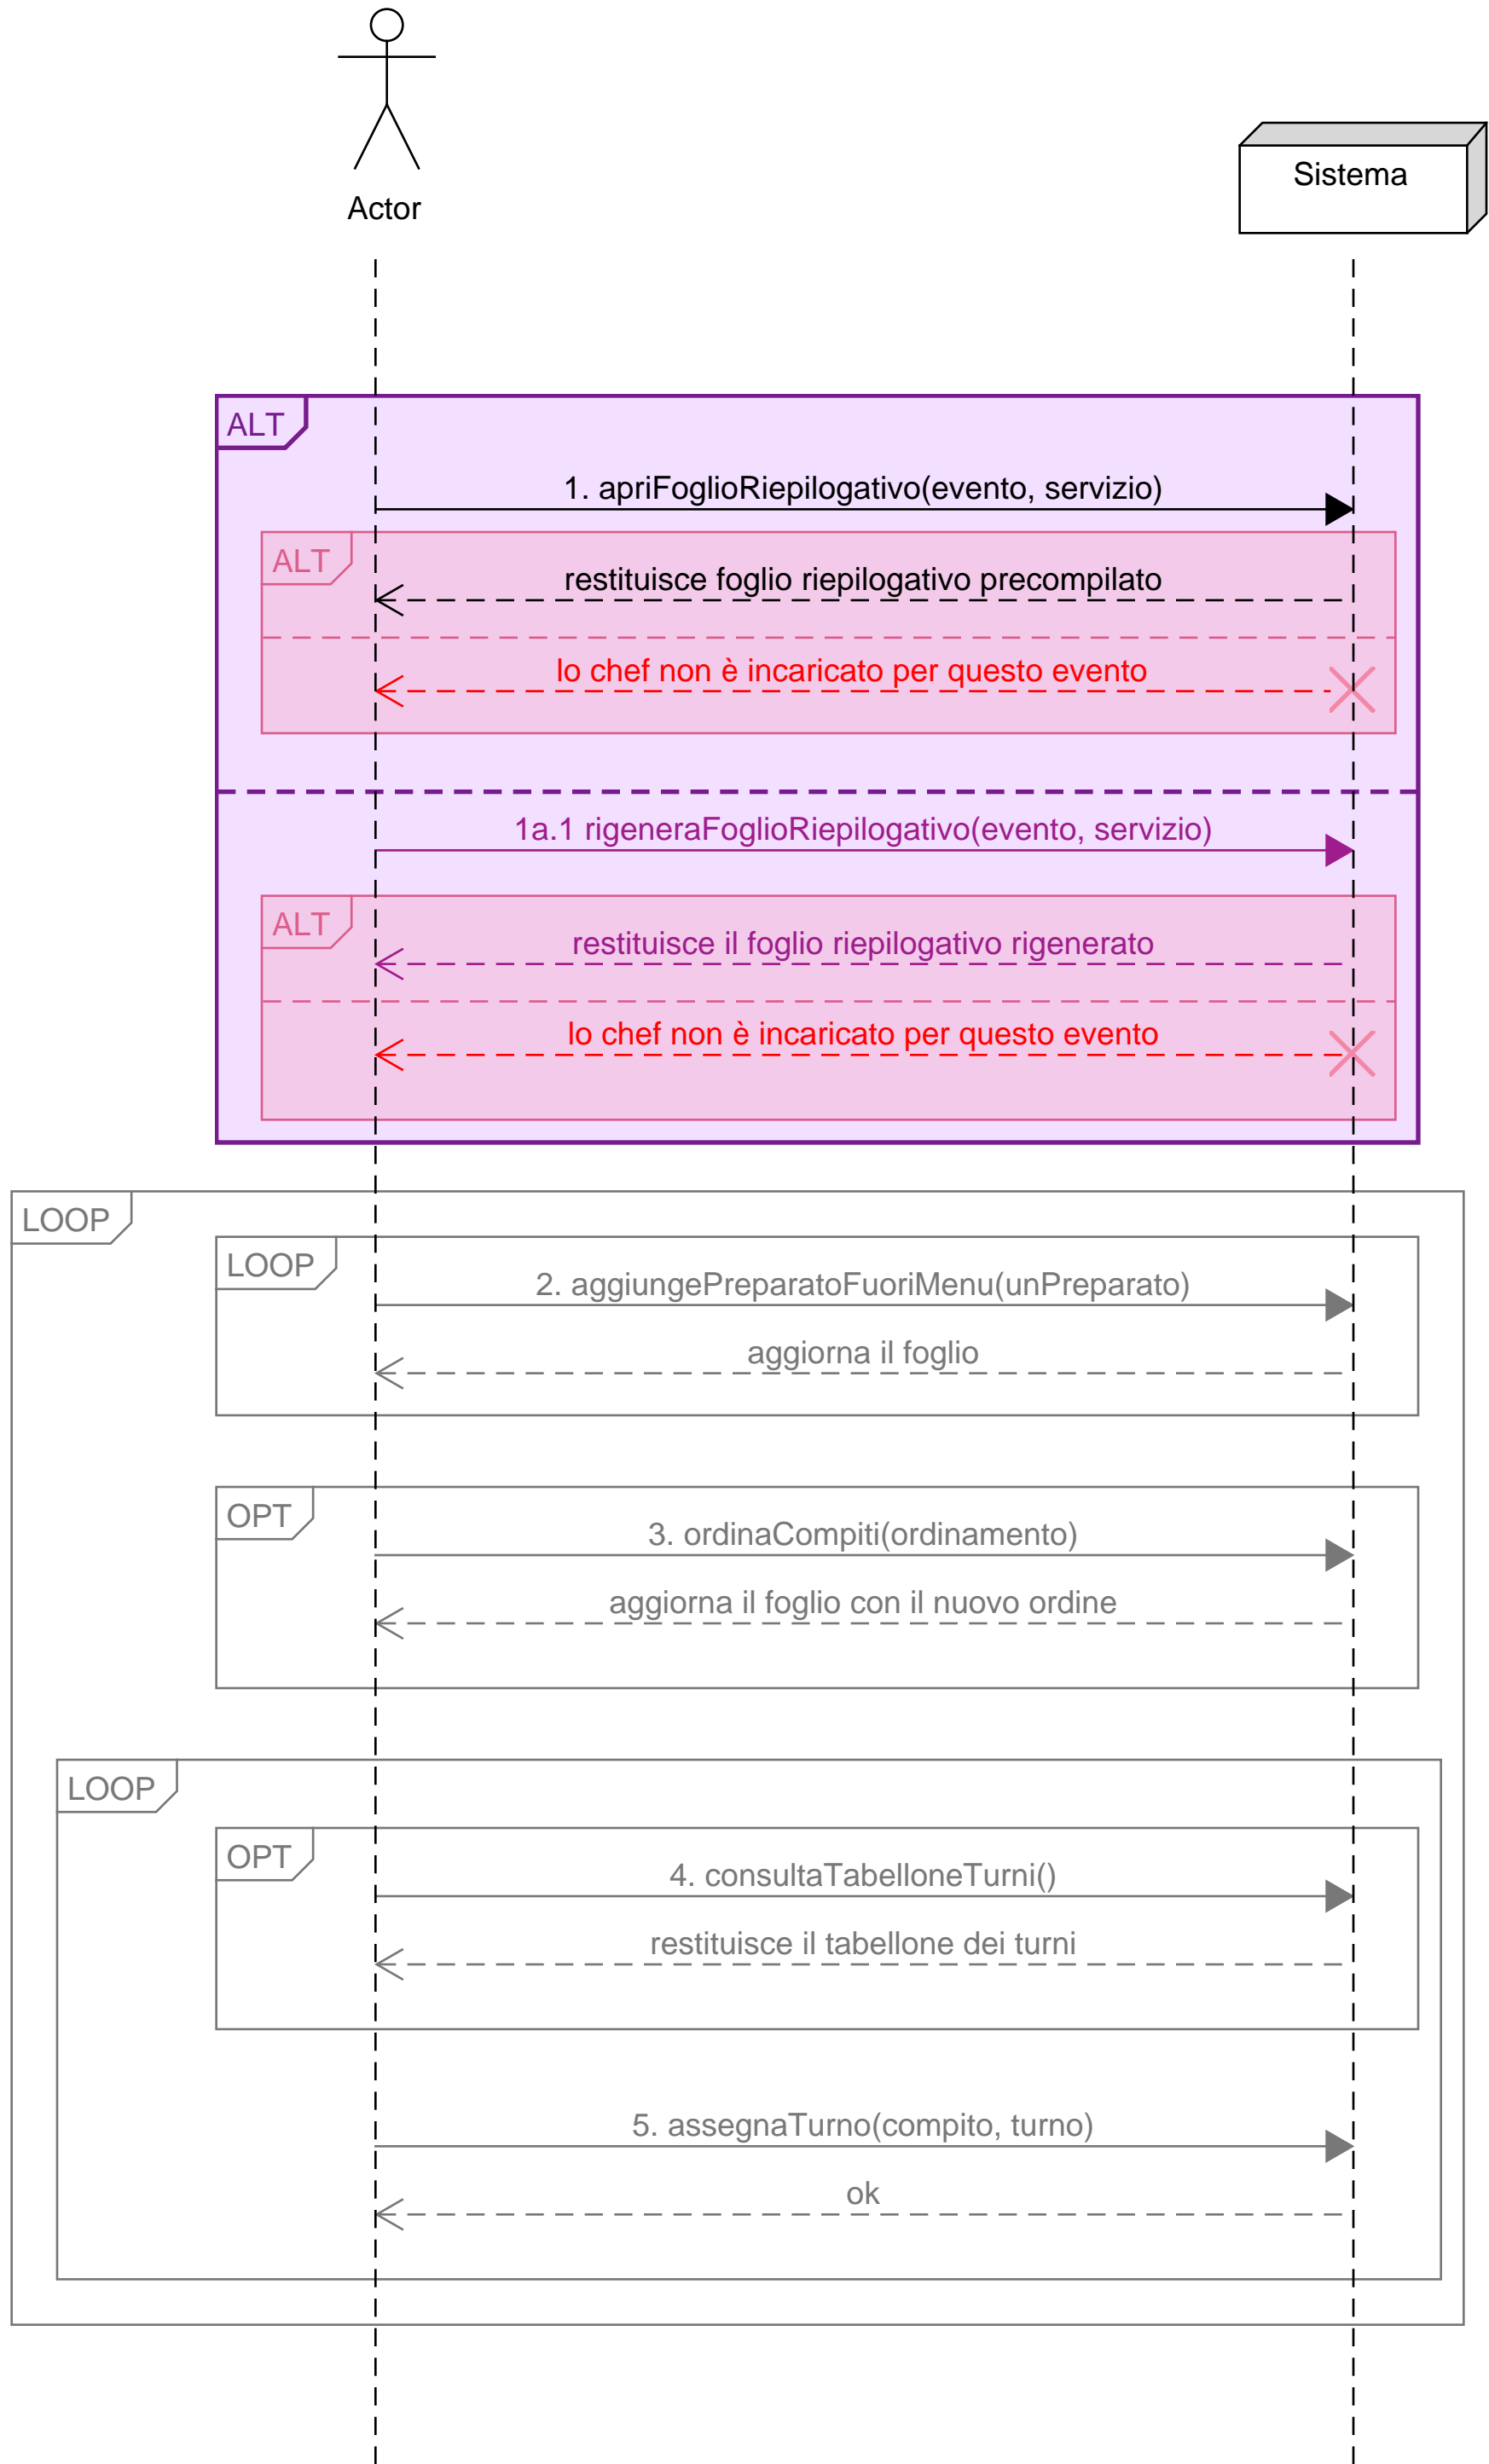 Actor
Sistema
ALT
1. apriFoglioRiepilogativo(evento, servizio)
ALT
restituisce foglio riepilogativo precompilato
lo chef non è incaricato per questo evento
1a.1 rigeneraFoglioRiepilogativo(evento, servizio)
ALT
restituisce il foglio riepilogativo rigenerato
lo chef non è incaricato per questo evento
LOOP
LOOP
2. aggiungePreparatoFuoriMenu(unPreparato)
aggiorna il foglio
OPT
3. ordinaCompiti(ordinamento)
aggiorna il foglio con il nuovo ordine
LOOP
OPT
4. consultaTabelloneTurni()
restituisce il tabellone dei turni
5. assegnaTurno(compito, turno)
ok